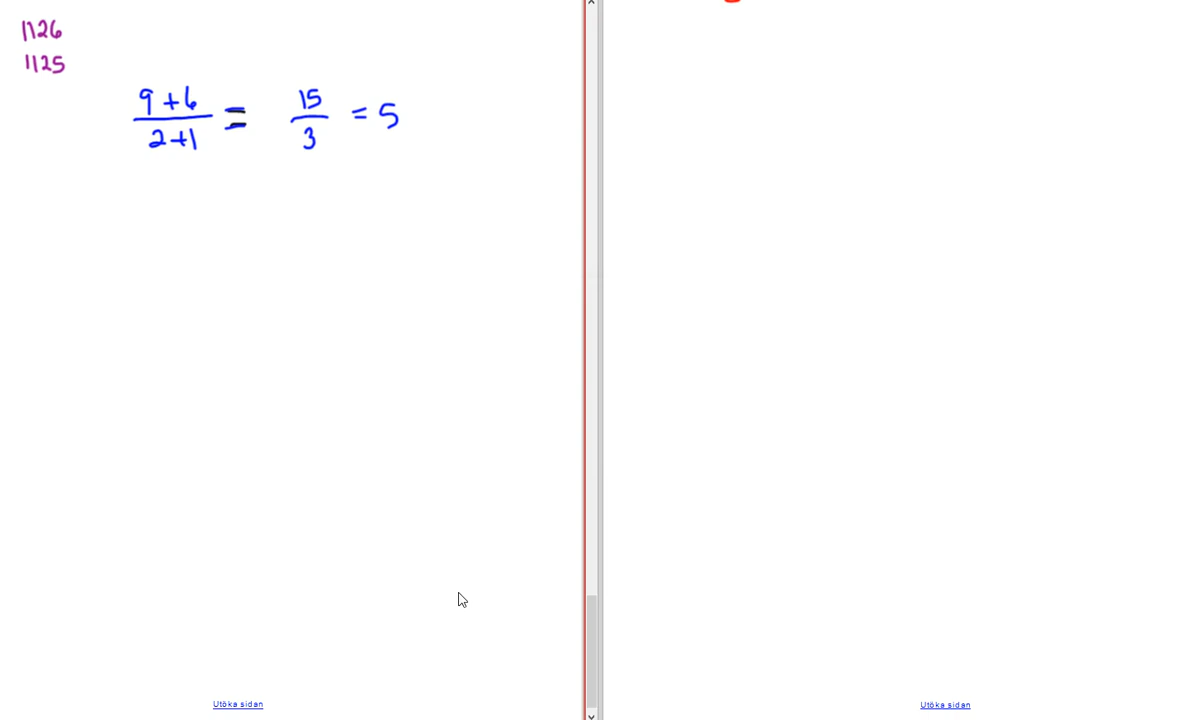 1126
1125
9+6 / 2+1 = 15 / 3 = 5
Utöka sidan
Utöka sidan